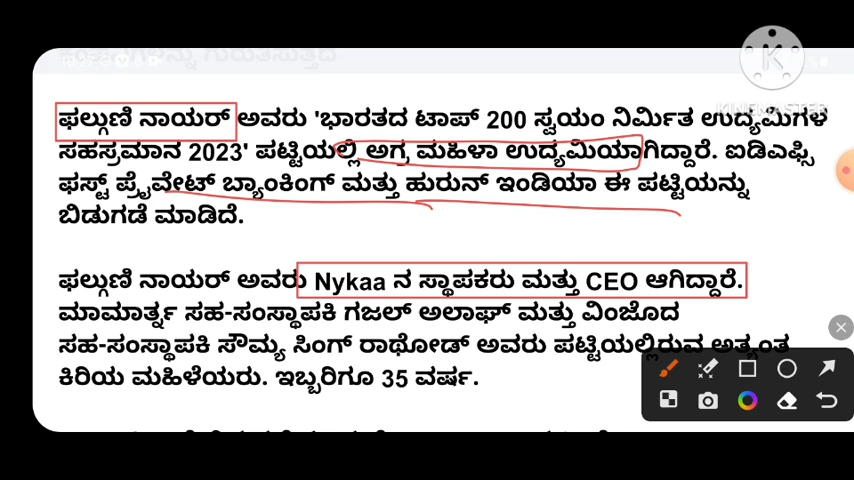 KINEMASTER
ಫಲ್ಗುಣಿ ನಾಯರ್ ಅವರು 'ಭಾರತದ ಟಾಪ್ 200 ಸ್ವಯಂ ನಿರ್ಮಿತ ಉದ್ಯಮಿಗಳ
ಸಹಸ್ರಮಾನ 2023' ಪಟ್ಟಿಯಲ್ಲಿ ಅಗ್ರ ಮಹಿಳಾ ಉದ್ಯಮಿಯಾಗಿದ್ದಾರೆ. ಐಡಿಎಫ್ಸಿ
ಫಸ್ಟ್ ಪ್ರೈವೇಟ್ ಬ್ಯಾಂಕಿಂಗ್ ಮತ್ತು ಹುರುನ್ ಇಂಡಿಯಾ ಈ ಪಟ್ಟಿಯನ್ನು
ಬಿಡುಗಡೆ ಮಾಡಿದೆ.
ಫಲ್ಗುಣಿ ನಾಯರ್ ಅವರು Nykaa ನ ಸ್ಥಾಪಕರು ಮತ್ತು CEO ಆಗಿದ್ದಾರೆ.
ಮಾಮಾರ್ತ್ನ ಸಹ-ಸಂಸ್ಥಾಪಕಿ ಗಜಲ್ ಅಲಾಘ್ ಮತ್ತು ವಿಂಜೊದ
ಸಹ-ಸಂಸ್ಥಾಪಕಿ ಸೌಮ್ಯ ಸಿಂಗ್ ರಾಥೋಡ್ ಅವರು ಪಟ್ಟಿಯಲ್ಲಿರುವ ಅತ್ಯಂತ
ಕಿರಿಯ ಮಹಿಳೆಯರು. ಇಬ್ಬರಿಗೂ 35 ವರ್ಷ.